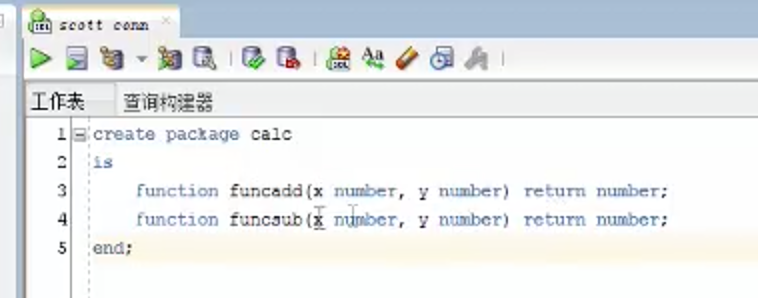 scott conn
工作表 查询构建器
1 create package calc
2 is
3 function funcadd(x number, y number) return number;
4 function funcsub(x number, y number) return number;
5 end;